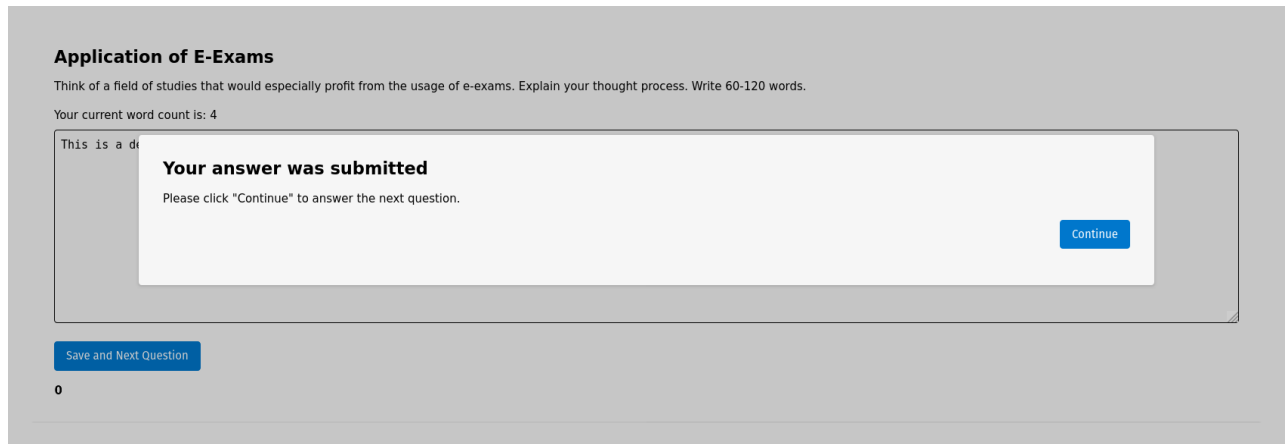 Application of E-Exams
Think of a field of studies that would especially profit from the usage of e-exams. Explain your thought process. Write 60-120 words.
Your current word count is: 4
This is a
Your answer was submitted
Please click "Continue" to answer the next question.
Continue
Save and Next Question
0